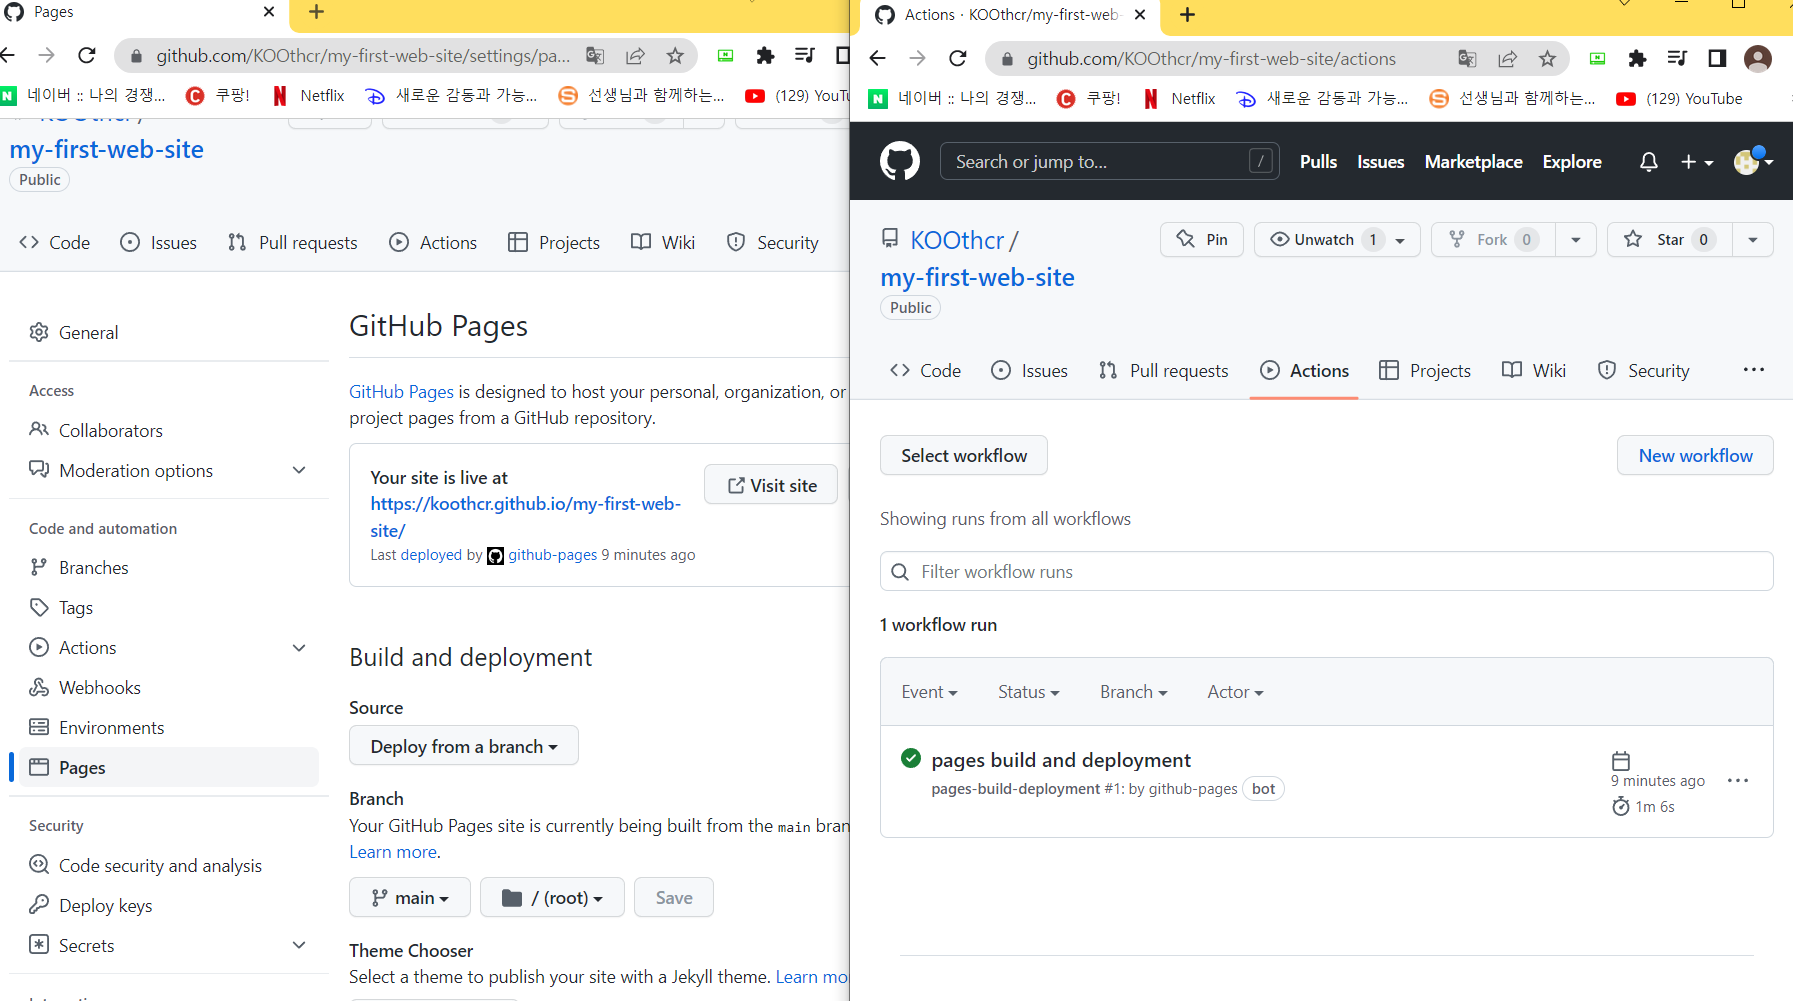 Pages
github.com/KOOthcr/my-first-web-site/settings/pa...
네이버 :: 나의 경쟁...
쿠팡!
Netflix
새로운 감동과 가능...
선생님과 함께하는...
my-first-web-site
Public
Code
Issues
Pull requests
Actions
Projects
Wiki
Security
General
Access
Collaborators
Moderation options
Code and automation
Branches
Tags
Actions
Webhooks
Environments
Pages
Security
Code security and analysis
Deploy keys
Secrets
GitHub Pages
GitHub Pages is designed to host your personal, organization, or
project pages from a GitHub repository.
Your site is live at
https://koothcr.github.io/my-first-web-
site/
Last deployed by github-pages 9 minutes ago
Visit site
Build and deployment
Source
Deploy from a branch
Branch
Your GitHub Pages site is currently being built from the main bran
Learn more.
main
/ (root)
Save
Theme Chooser
Select a theme to publish your site with a Jekyll theme. Learn mo
Actions · KOOthcr/my-first-web-
github.com/KOOthcr/my-first-web-site/actions
네이버 :: 나의 경쟁...
쿠팡!
Netflix
새로운 감동과 가능...
선생님과 함께하는...
(129) YouTube
Search or jump to...
/
Pulls
Issues
Marketplace
Explore
KOOthcr /
my-first-web-site
Public
Pin
Unwatch 1
Fork 0
Star 0
Code
Issues
Pull requests
Actions
Projects
Wiki
Security
Select workflow
New workflow
Showing runs from all workflows
Filter workflow runs
1 workflow run
Event
Status
Branch
Actor
pages build and deployment
pages-build-deployment #1: by github-pages bot
9 minutes ago
1m 6s